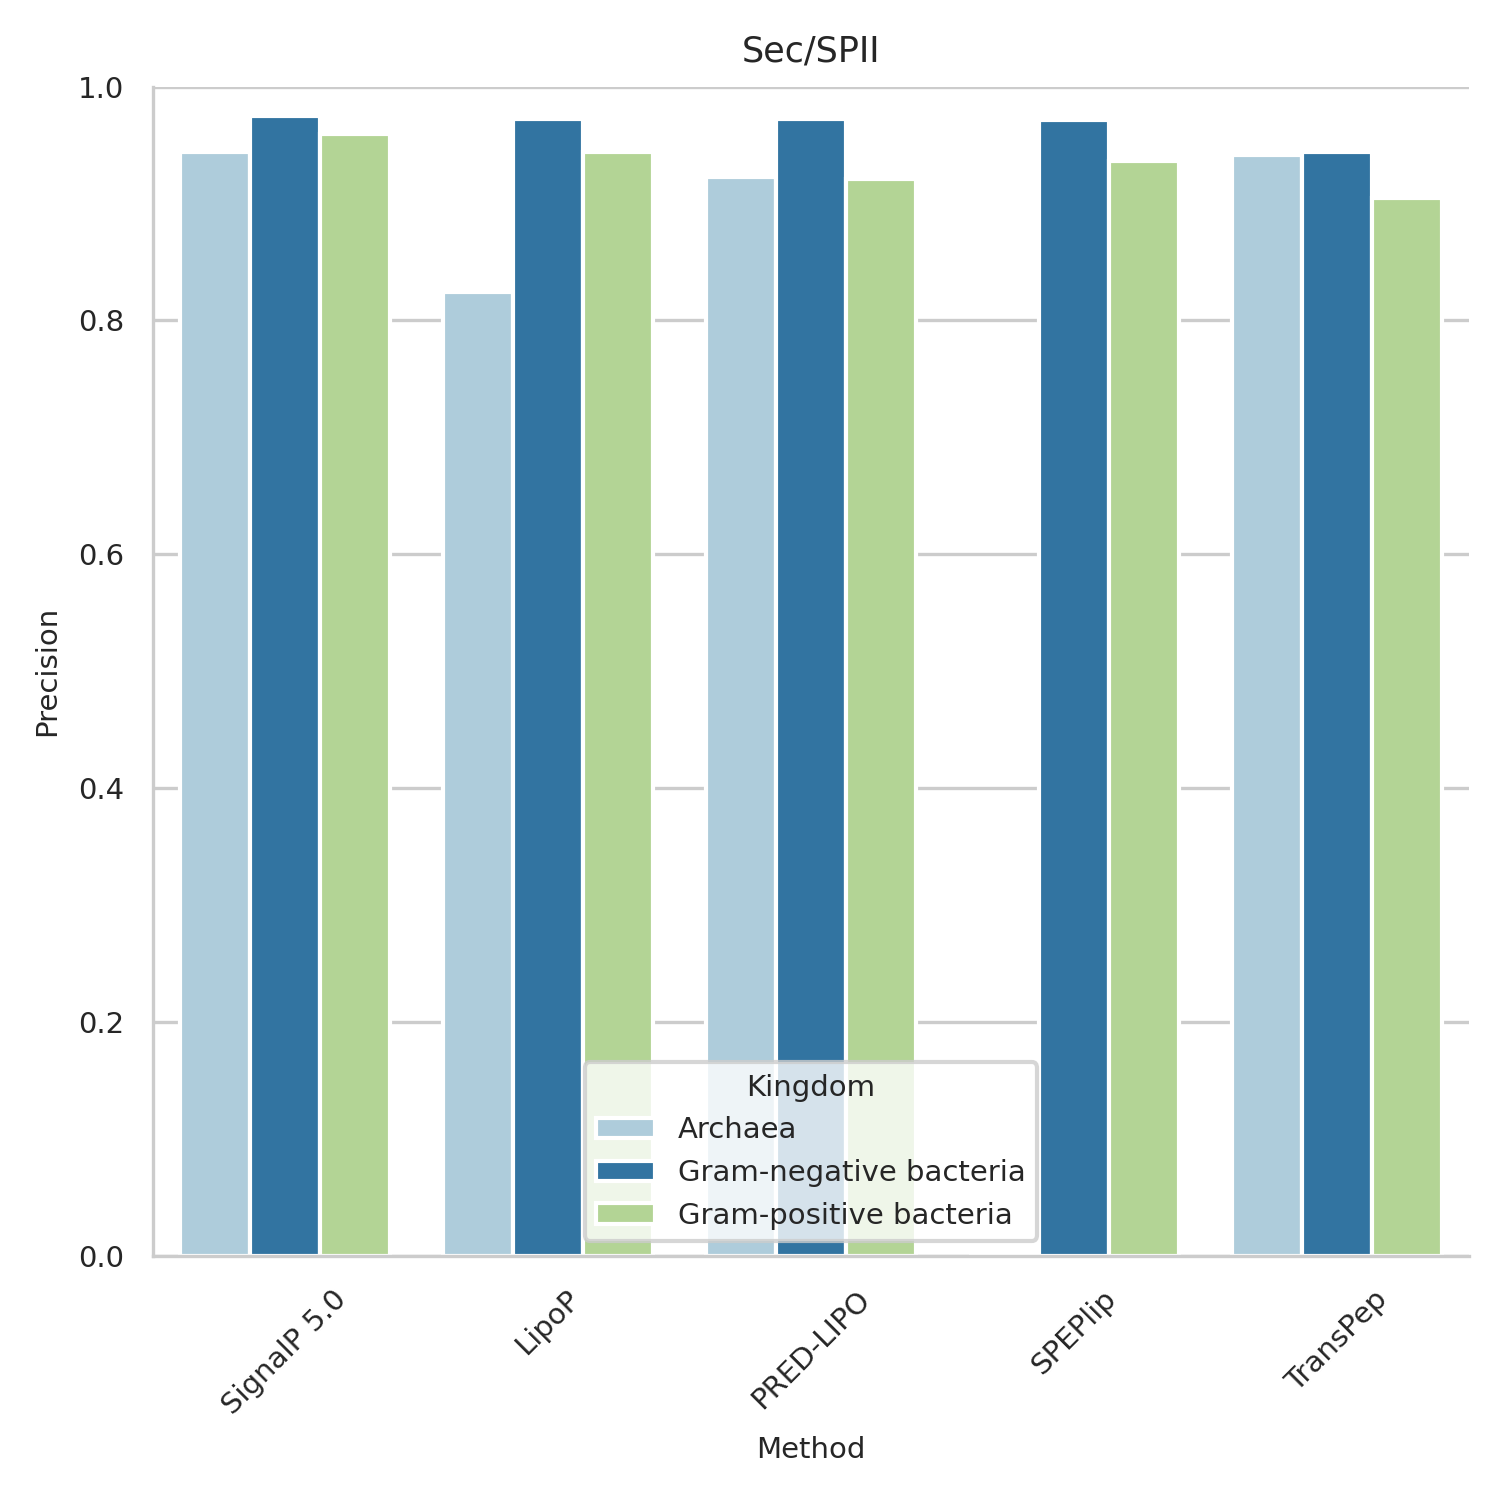 Sec/SPII
1.0
0.8
0.6
0.4
0.2
0.0
Precision
Kingdom
Archaea
Gram-negative bacteria
Gram-positive bacteria
SignalP 5.0
LipoP
PRED-LIPO
SPEPlip
TransPep
Method